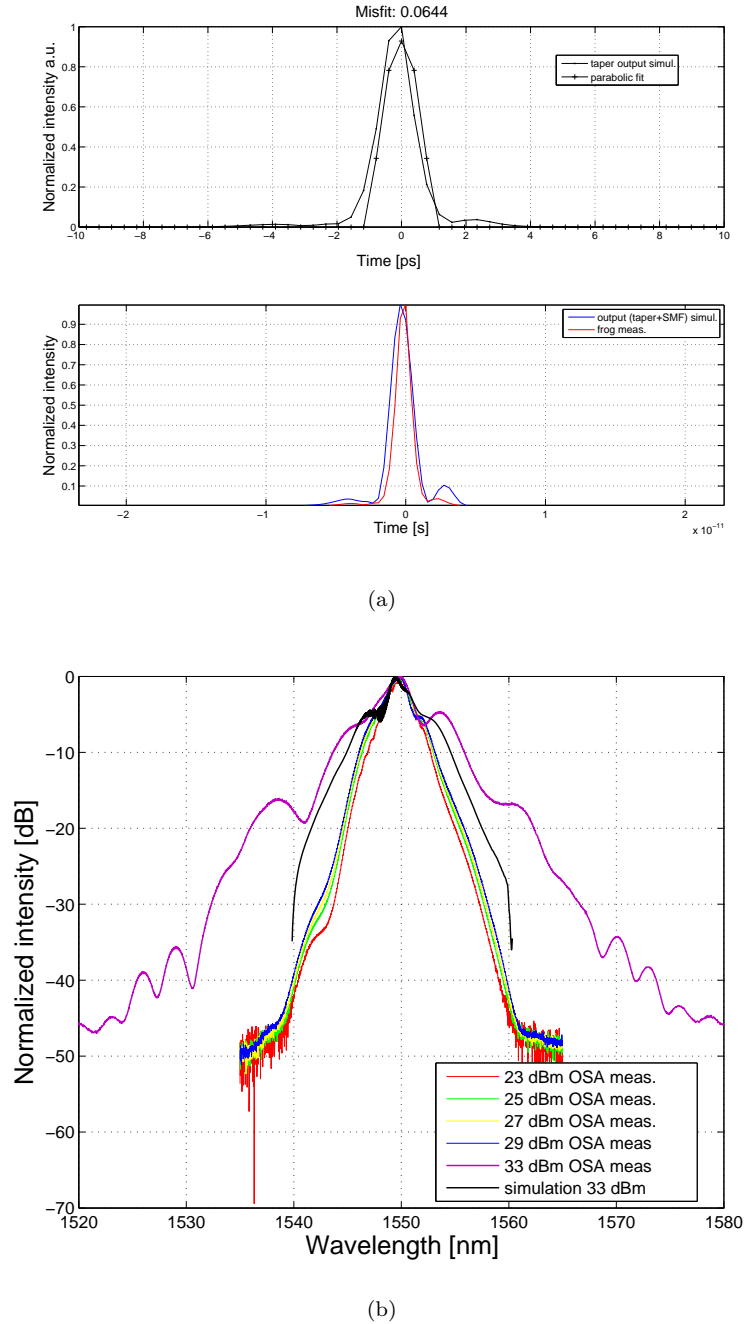 Misfit: 0.0644
Normalized intensity a.u.
1
0.8
0.6
0.4
0.2
0
taper output simul.
parabolic fit
−10 −8 −6 −4 −2 0 2 4 6 8 10
Time [ps]
Normalized intensity
0.9
0.8
0.7
0.6
0.5
0.4
0.3
0.2
0.1
output (taper+SMF) simul.
frog meas.
−2 −1 0 1 2
Time [s]
x 10−11
(a)
Normalized intensity [dB]
0
−10
−20
−30
−40
−50
−60
−70
23 dBm OSA meas.
25 dBm OSA meas.
27 dBm OSA meas.
29 dBm OSA meas
33 dBm OSA meas
simulation 33 dBm
1520 1530 1540 1550 1560 1570 1580
Wavelength [nm]
(b)